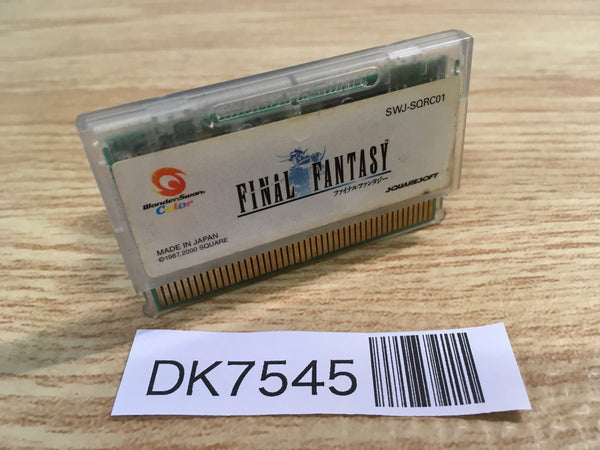 SWJ-SQRC01
WonderSwan
Color
FINAL FANTASY
ファイナルファンタジー
SQUARESOFT
MADE IN JAPAN
©1987,2000 SQUARE
DK7545